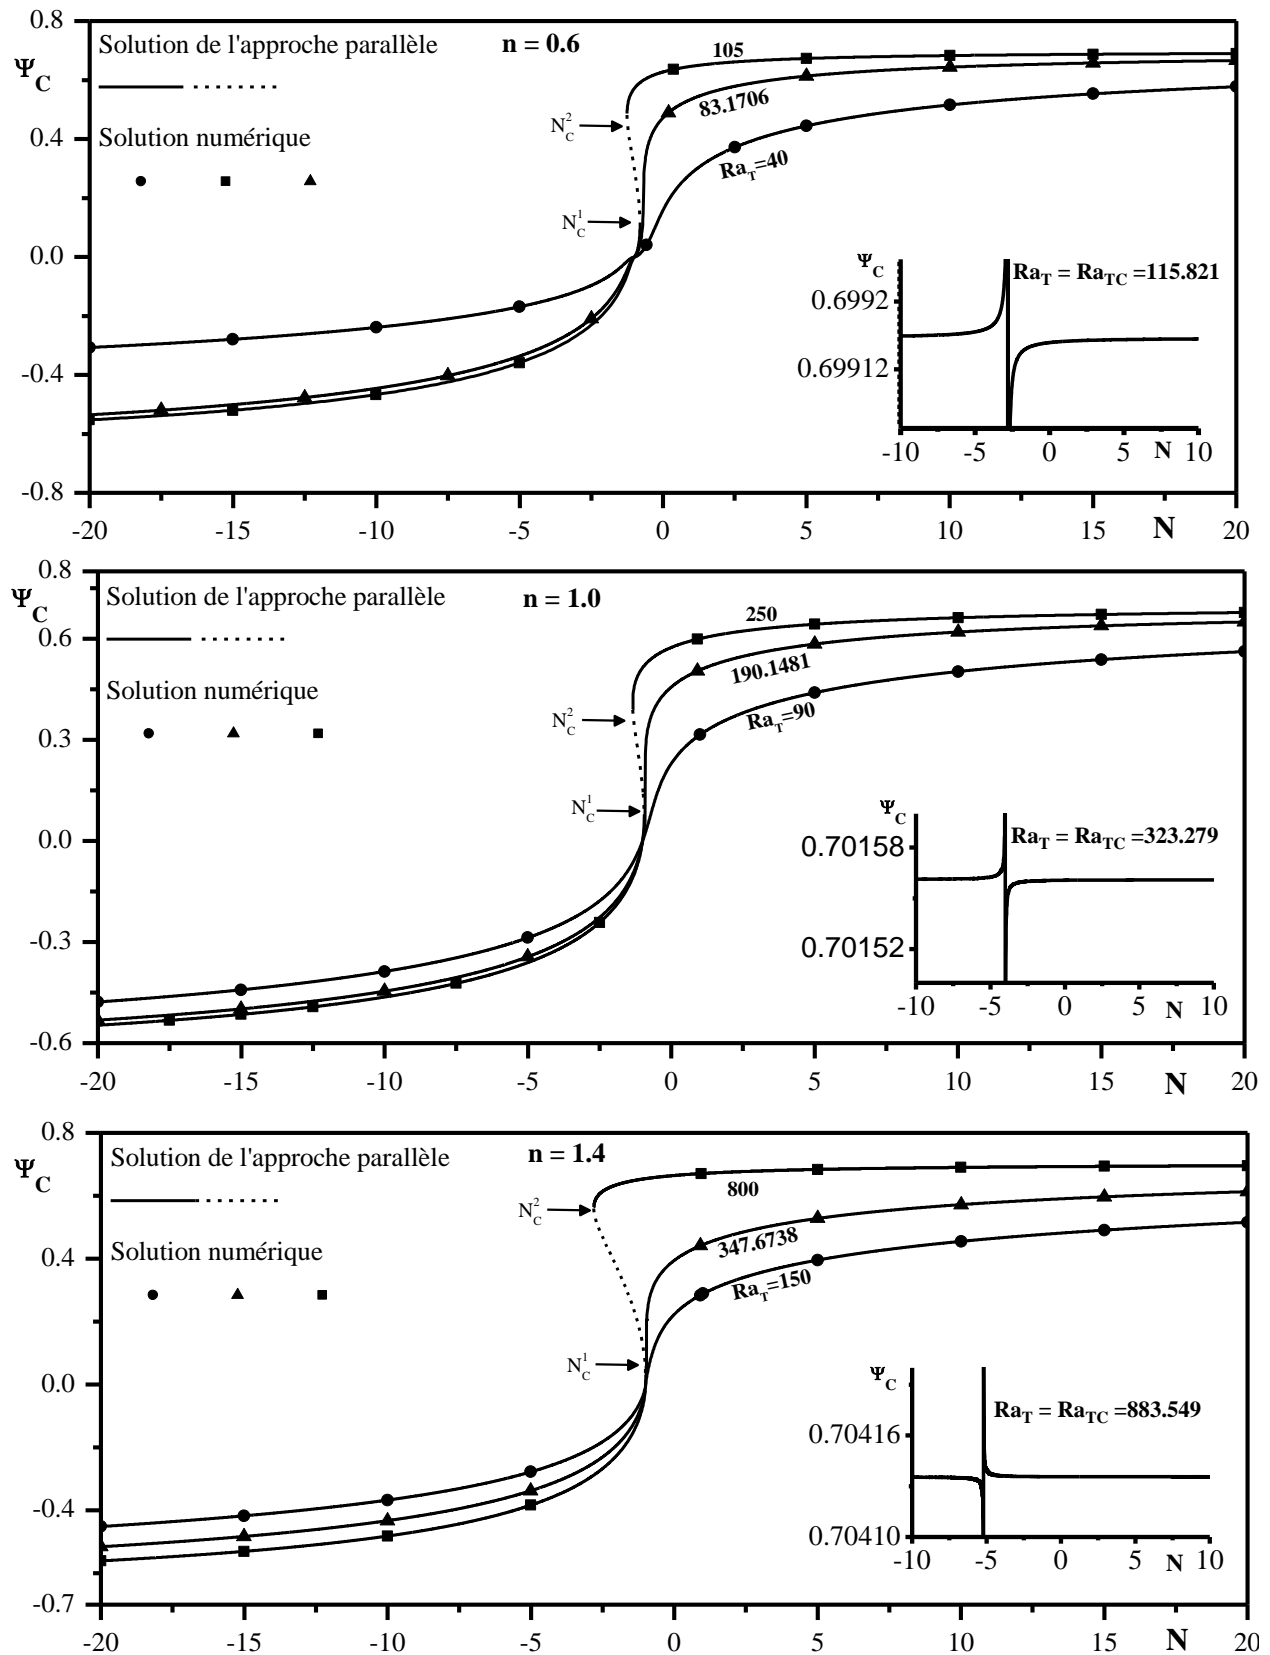 0.8
Solution de l'approche parallèle
n = 0.6
105
Ψ_C
83.1706
N_C^2
0.4
Solution numérique
Ra_T=40
N_C^1
0.0
Ψ_C
Ra_T = Ra_TC =115.821
0.6992
-0.4
0.69912
-10 -5 0 5 N 10
-0.8
-20 -15 -10 -5 0 5 10 15 N 20
0.8
Solution de l'approche parallèle
n = 1.0
Ψ_C
250
0.6
190.1481
Solution numérique
N_C^2
Ra_T=90
0.3
N_C^1
Ψ_C
Ra_T = Ra_TC =323.279
0.0
0.70158
-0.3
0.70152
-10 -5 0 5 N 10
-0.6
-20 -15 -10 -5 0 5 10 15 N 20
0.8
Solution de l'approche parallèle
n = 1.4
Ψ_C
800
N_C^2
347.6738
Solution numérique
0.4
Ra_T=150
N_C^1
0.0
Ψ_C
Ra_T = Ra_TC =883.549
0.70416
-0.4
0.70410
-10 -5 0 5 N 10
-0.7
-20 -15 -10 -5 0 5 10 15 N 20